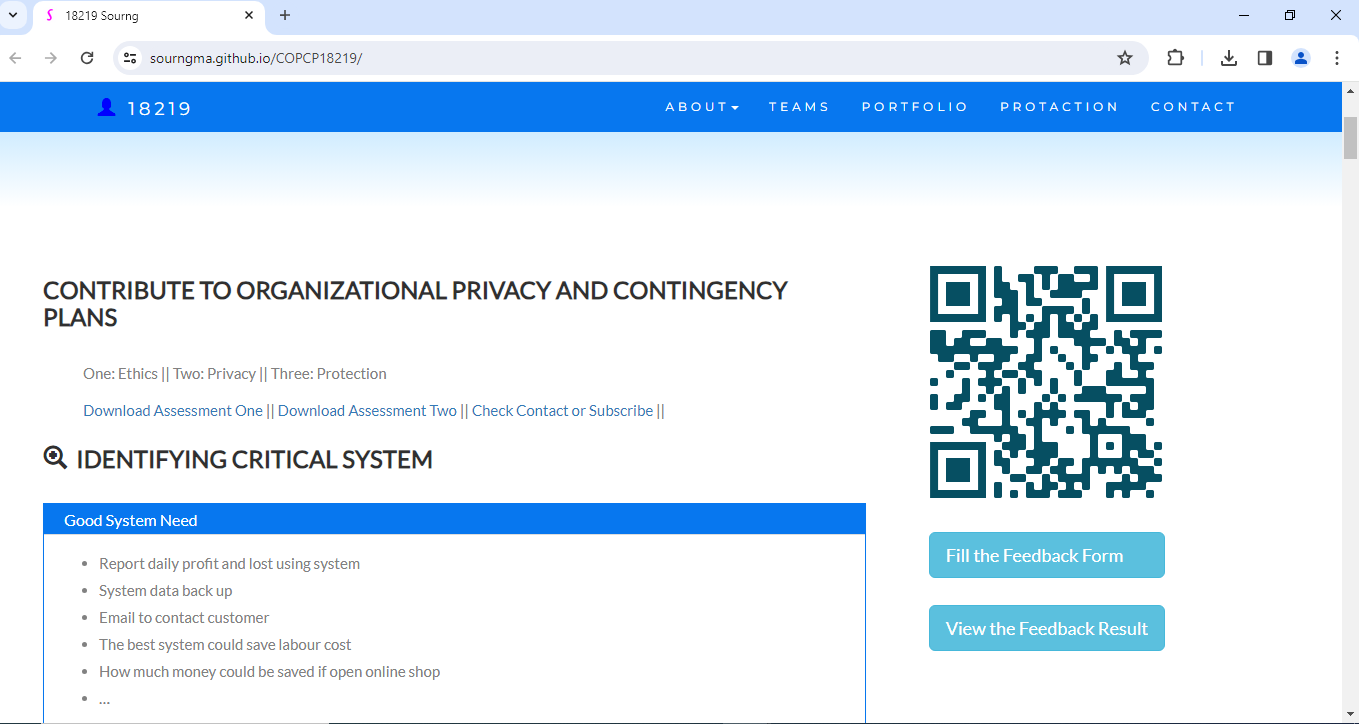 18219 Sourng
sourngma.github.io/COPCP18219/
18219
ABOUT TEAMS PORTFOLIO PROTACTION CONTACT
CONTRIBUTE TO ORGANIZATIONAL PRIVACY AND CONTINGENCY
PLANS
One: Ethics || Two: Privacy || Three: Protection
Download Assessment One || Download Assessment Two || Check Contact or Subscribe ||
IDENTIFYING CRITICAL SYSTEM
Good System Need
• Report daily profit and lost using system
• System data back up
• Email to contact customer
• The best system could save labour cost
• How much money could be saved if open online shop
• ...
Fill the Feedback Form
View the Feedback Result